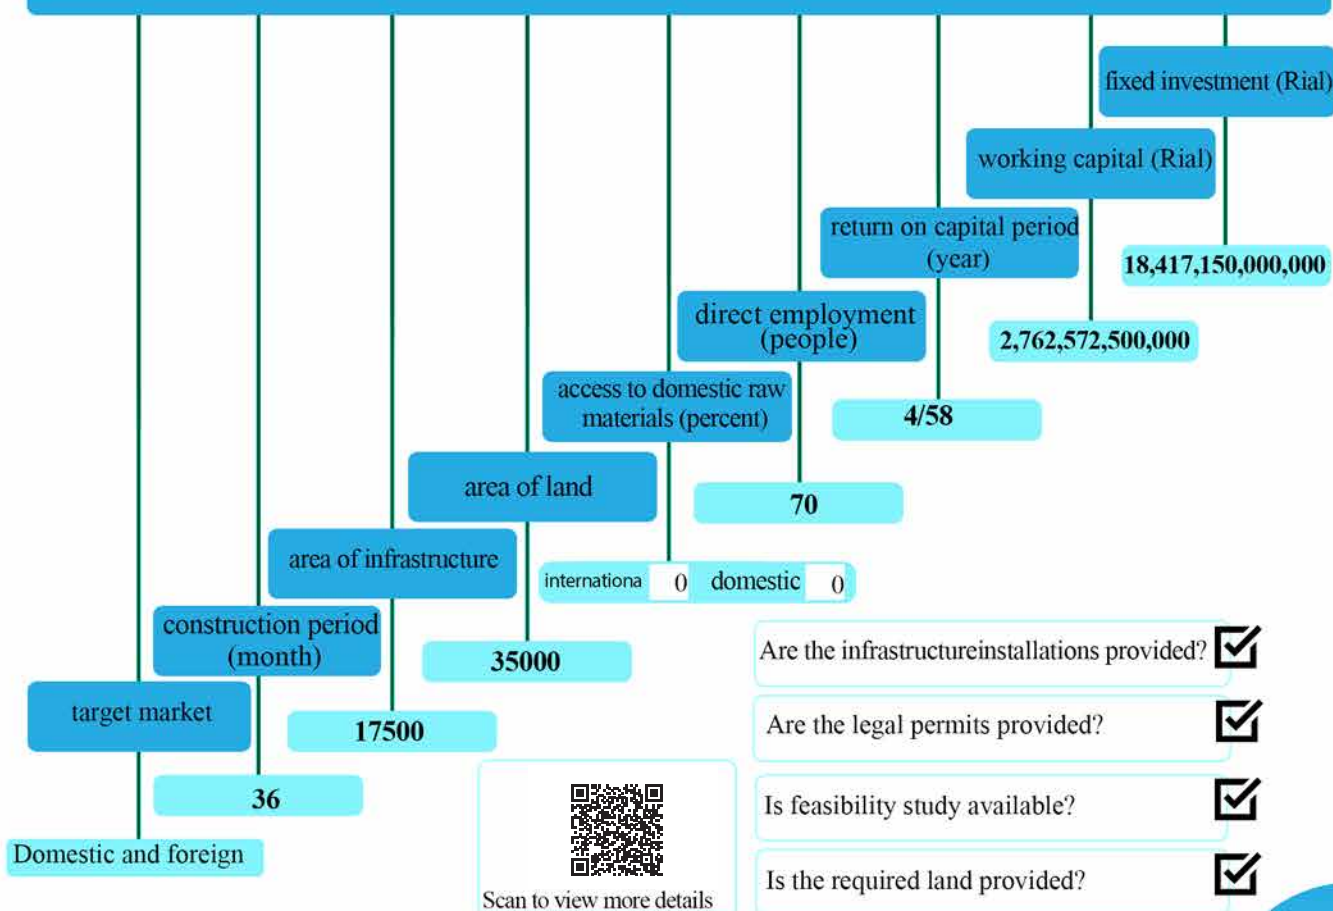 fixed investment (Rial)
18,417,150,000,000
working capital (Rial)
2,762,572,500,000
return on capital period
(year)
4/58
direct employment
(people)
70
access to domestic raw
materials (percent)
internationa 0 domestic 0
area of land
35000
area of infrastructure
17500
construction period
(month)
36
target market
Domestic and foreign
Are the infrastructureinstallations provided?
Are the legal permits provided?
Is feasibility study available?
Is the required land provided?
Scan to view more details